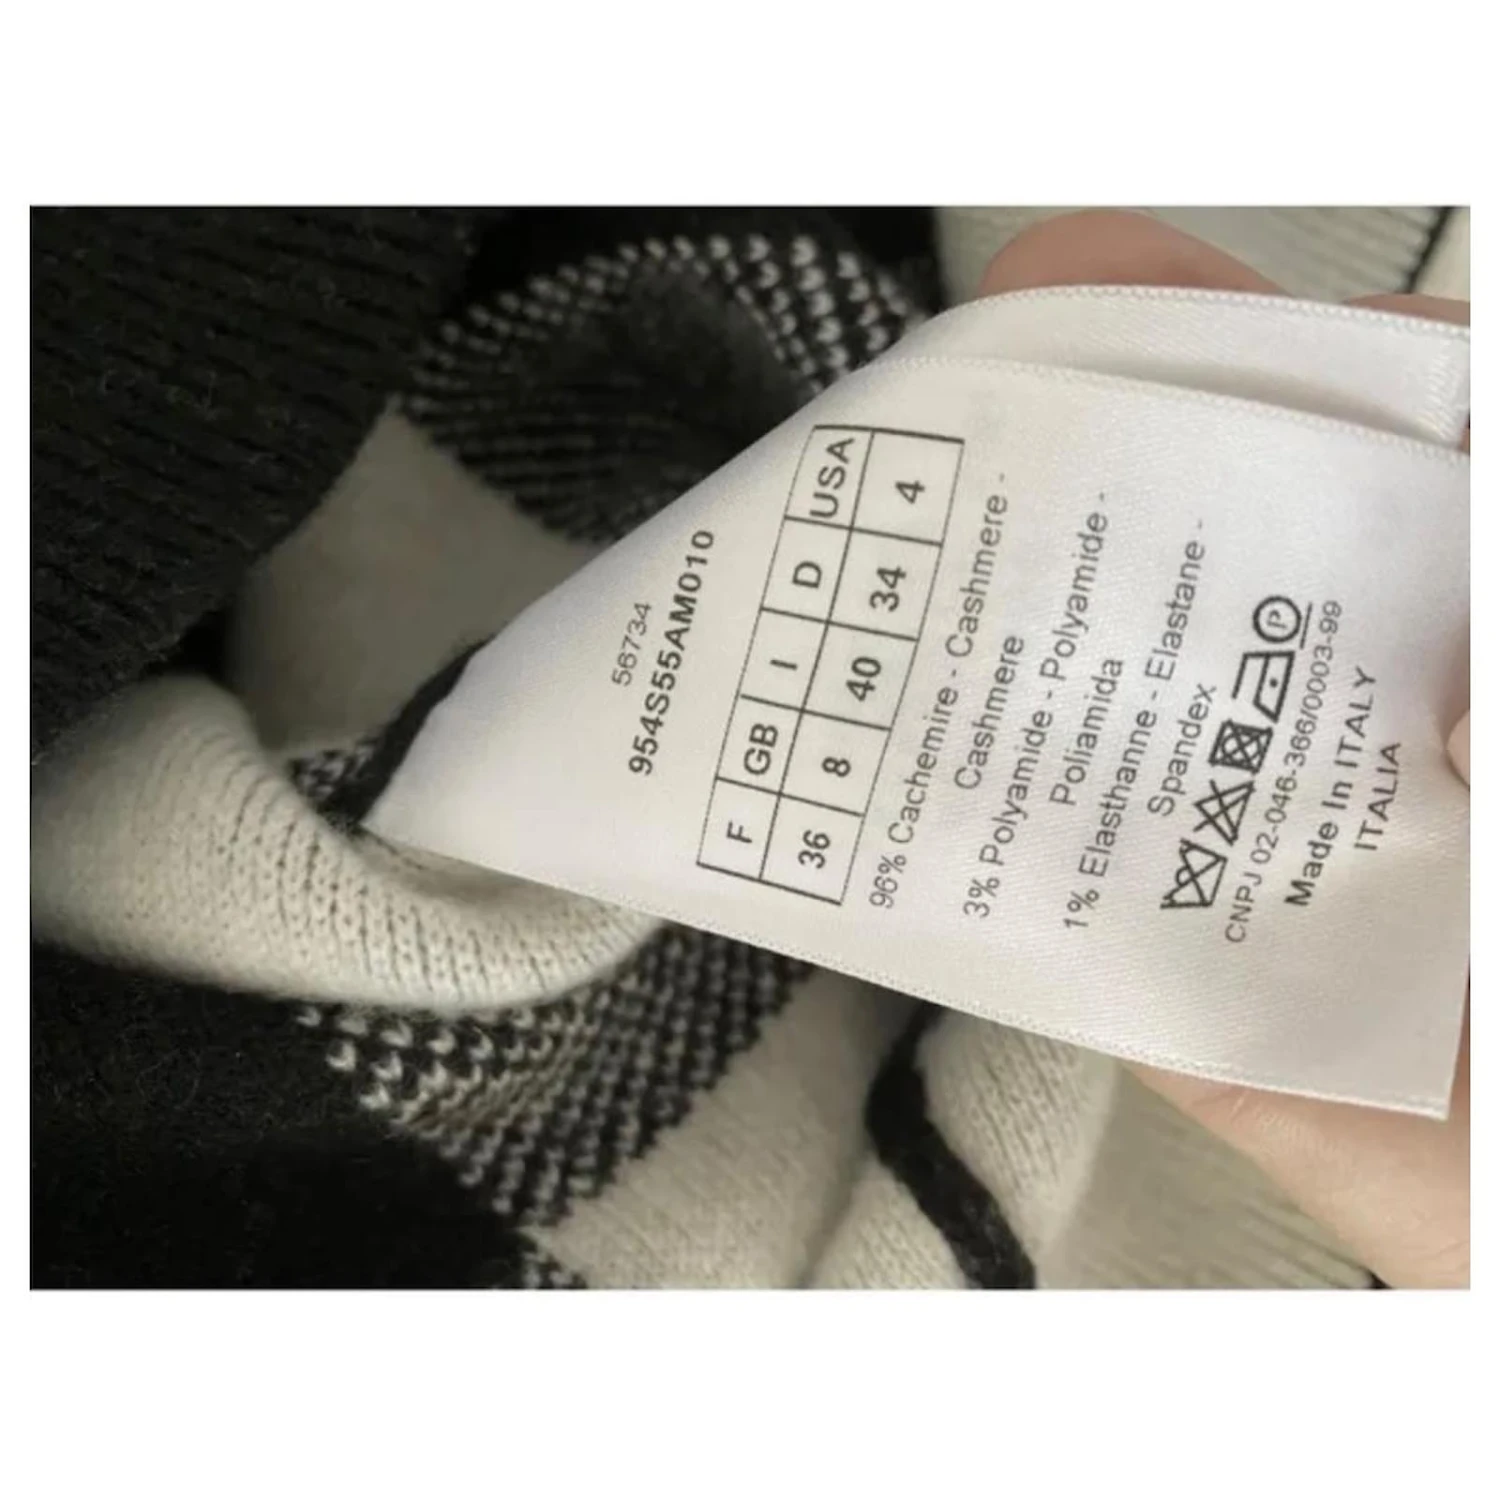 56734
954S55AM010
F GB I D USA
36 8 40 34 4
96% Cachemire - Cashmere -
Cashmere
3% Polyamide - Polyamide -
Poliamida
1% Elasthanne - Elastane -
Spandex
P
CNPJ 02-046-366/0003-99
Made In ITALY
ITALIA